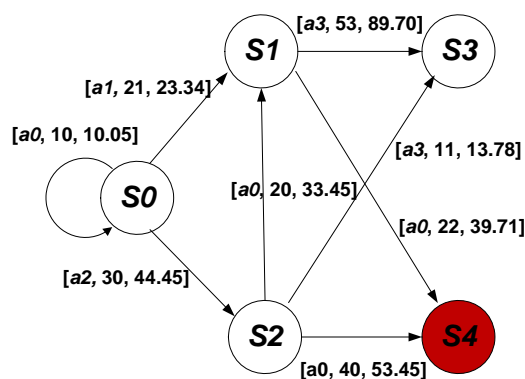 [a3, 53, 89.70]
S1
S3
[a1, 21, 23.34]
[a0, 10, 10.05]
[a3, 11, 13.78]
S0
[a0, 20, 33.45]
[a0, 22, 39.71]
[a2, 30, 44.45]
S2
S4
[a0, 40, 53.45]